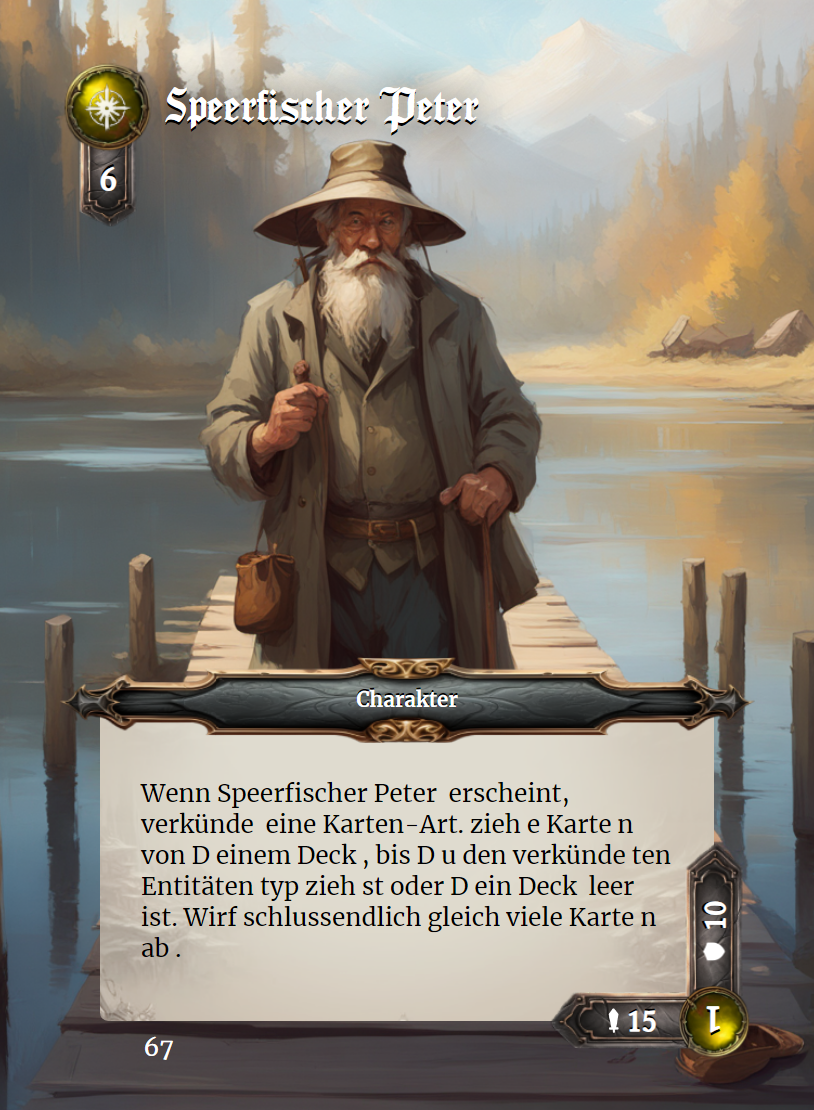 Speerfischer Peter
6
Charakter
Wenn Speerfischer Peter  erscheint,
verkünde  eine Karten-Art. zieh e Karte n
von D einem Deck , bis D u den verkünde ten
Entitäten typ zieh st oder D ein Deck  leer
ist. Wirf schlussendlich gleich viele Karte n
ab .
10
15
1
67